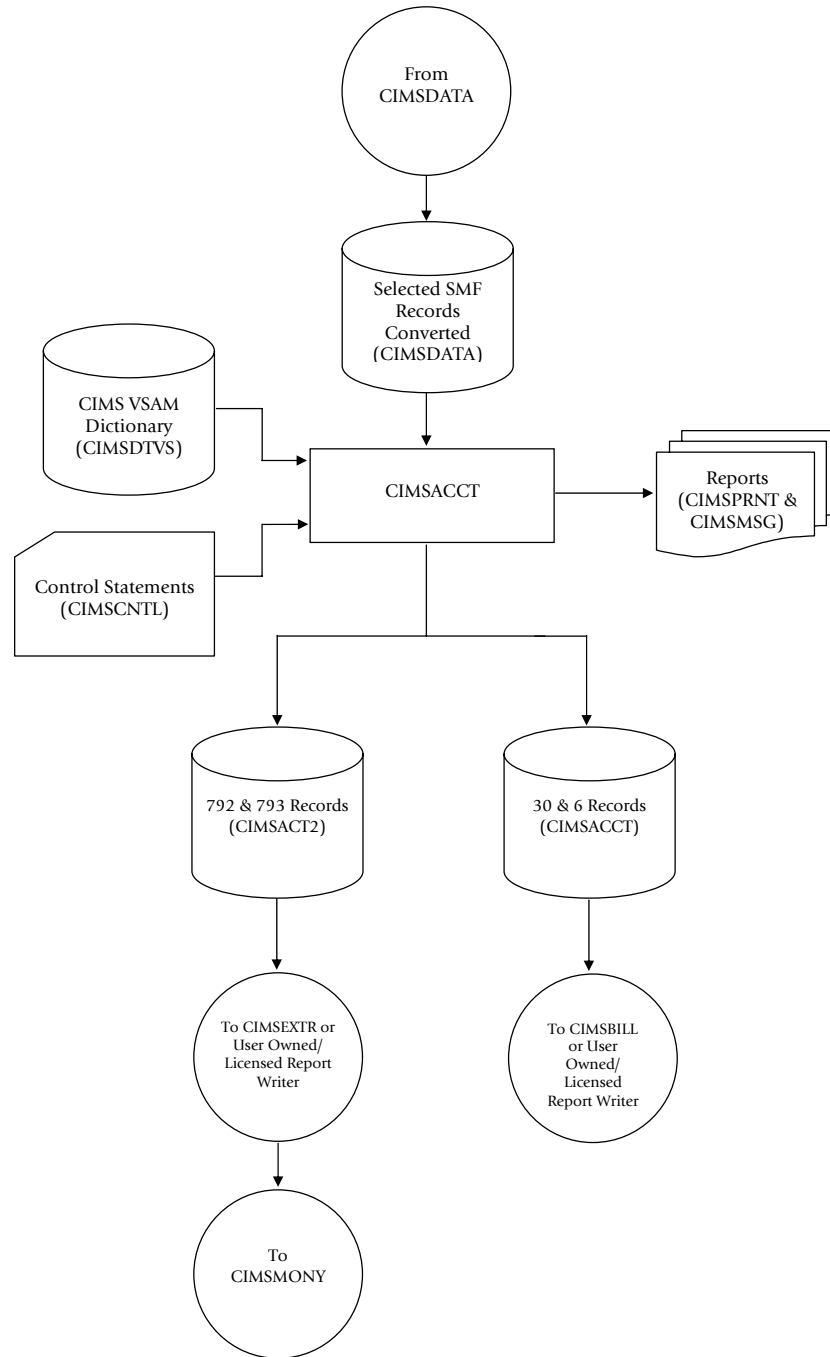 From
CIMSDATA
Selected SMF
Records
Converted
(CIMSDATA)
CIMS VSAM
Dictionary
(CIMSDTVS)
CIMSACCT
Reports
(CIMSPRNT &
CIMSMSG)
Control Statements
(CIMSCNTL)
792 & 793 Records
(CIMSACT2)
30 & 6 Records
(CIMSACCT)
To CIMSEXTR or
User Owned/
Licensed Report
Writer
To CIMSBILL
or User
Owned/
Licensed
Report Writer
To
CIMSMONY